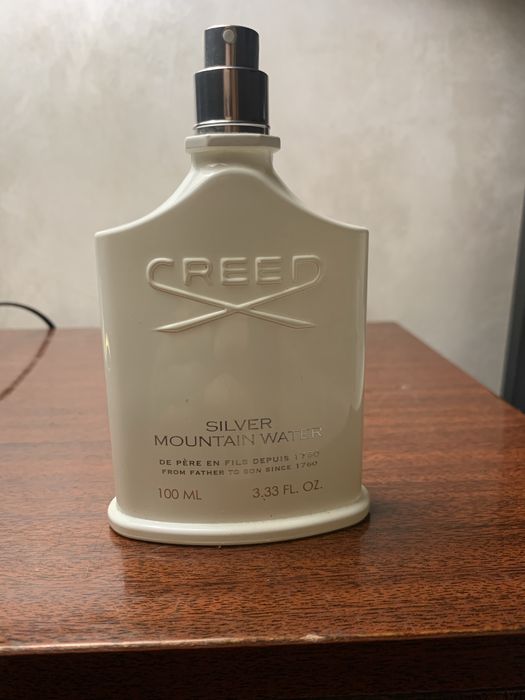 CREED
SILVER
MOUNTAIN WATER
DE PÈRE EN FILS DEPUIS 1760
FROM FATHER TO SON SINCE 1760
100 ML 3.33 FL. OZ.